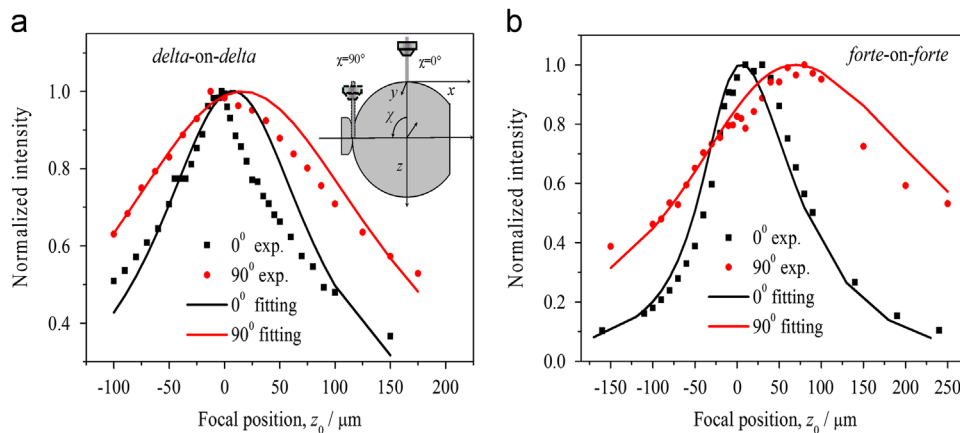 a
delta-on-delta
χ=90°
χ=0°
x
y
χ
z
1.0
0.8
0.6
0.4
Normalized intensity
0⁰ exp.
90⁰ exp.
0⁰ fitting
90⁰ fitting
-100 -50 0 50 100 150 200
Focal position, z₀ / μm
b
forte-on-forte
1.0
0.8
0.6
0.4
0.2
0.0
Normalized intensity
0⁰ exp.
90⁰ exp.
0⁰ fitting
90⁰ fitting
-150 -100 -50 0 50 100 150 200 250
Focal position, z₀ / μm